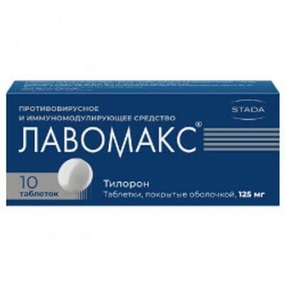 STADA
ПРОТИВОВИРУСНОЕ
И ИММУНОМОДУЛИРУЮЩЕЕ СРЕДСТВО
ЛАВОМАКС®
10
таблеток
Тилорон
Таблетки, покрытые оболочкой, 125 мг